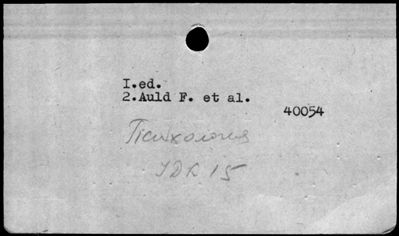 I.ed.
2.Auld F. et al.
40054
Психология
УДК 15